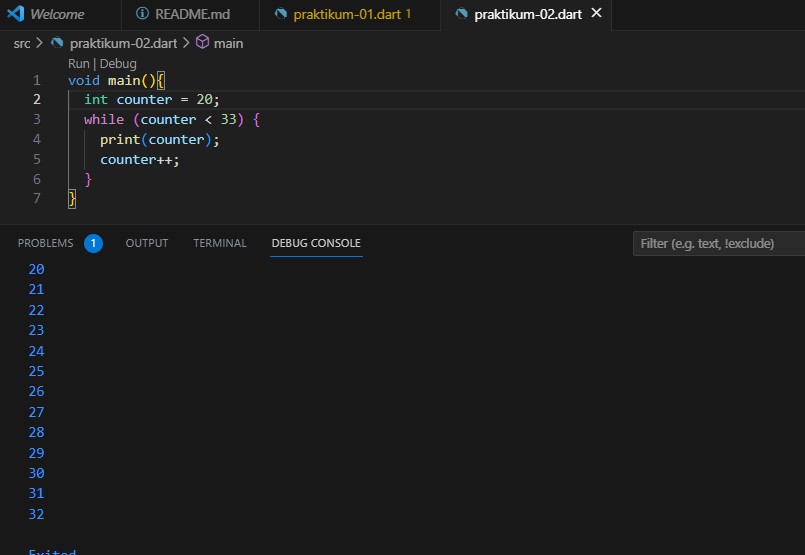 Welcome README.md praktikum-01.dart 1 praktikum-02.dart
src > praktikum-02.dart > main
Run | Debug
1 void main(){
2 int counter = 20;
3 while (counter < 33) {
4 print(counter);
5 counter++;
6 }
7 }
PROBLEMS 1 OUTPUT TERMINAL DEBUG CONSOLE Filter (e.g. text, !exclude)
20
21
22
23
24
25
26
27
28
29
30
31
32
Exited